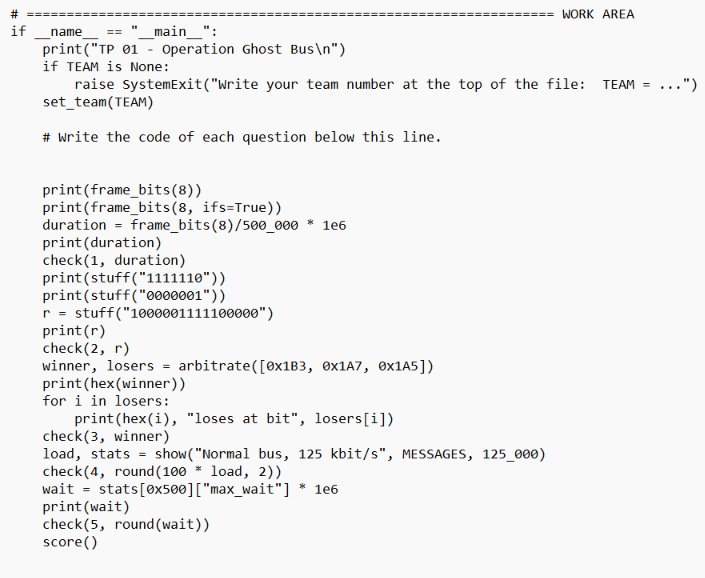 # ================================================================== WORK AREA
if __name__ == "__main__":
    print("TP 01 - Operation Ghost Bus\n")
    if TEAM is None:
        raise SystemExit("Write your team number at the top of the file:  TEAM = ...")
    set_team(TEAM)

    # Write the code of each question below this line.


    print(frame_bits(8))
    print(frame_bits(8, ifs=True))
    duration = frame_bits(8)/500_000 * 1e6
    print(duration)
    check(1, duration)
    print(stuff("1111110"))
    print(stuff("0000001"))
    r = stuff("1000001111100000")
    print(r)
    check(2, r)
    winner, losers = arbitrate([0x1B3, 0x1A7, 0x1A5])
    print(hex(winner))
    for i in losers:
        print(hex(i), "loses at bit", losers[i])
    check(3, winner)
    load, stats = show("Normal bus, 125 kbit/s", MESSAGES, 125_000)
    check(4, round(100 * load, 2))
    wait = stats[0x500]["max_wait"] * 1e6
    print(wait)
    check(5, round(wait))
    score()